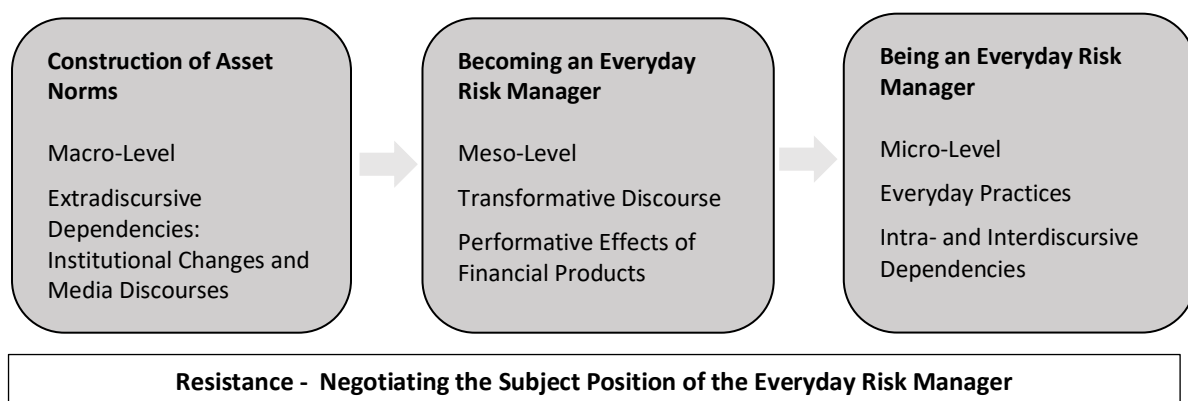 Construction of Asset
Norms
Macro-Level
Extradiscursive
Dependencies:
Institutional Changes and
Media Discourses
Becoming an Everyday
Risk Manager
Meso-Level
Transformative Discourse
Performative Effects of
Financial Products
Being an Everyday Risk
Manager
Micro-Level
Everyday Practices
Intra- and Interdiscursive
Dependencies
Resistance - Negotiating the Subject Position of the Everyday Risk Manager